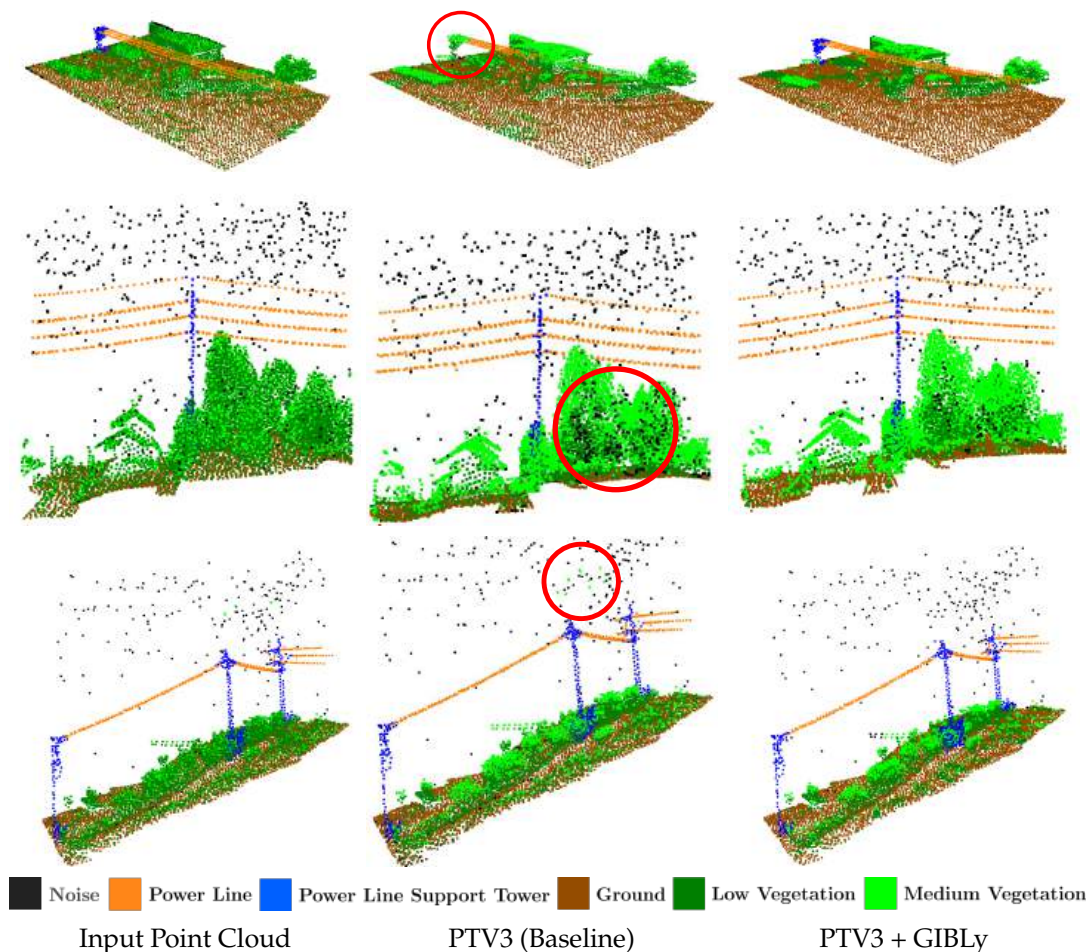 Noise Power Line Power Line Support Tower Ground Low Vegetation Medium Vegetation
Input Point Cloud PTV3 (Baseline) PTV3 + GIBLy